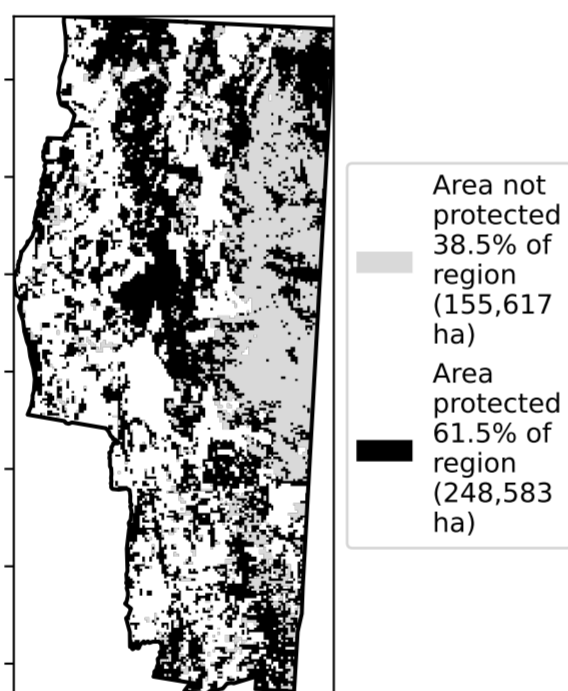 Area not
protected
38.5% of
region
(155,617
ha)
Area
protected
61.5% of
region
(248,583
ha)